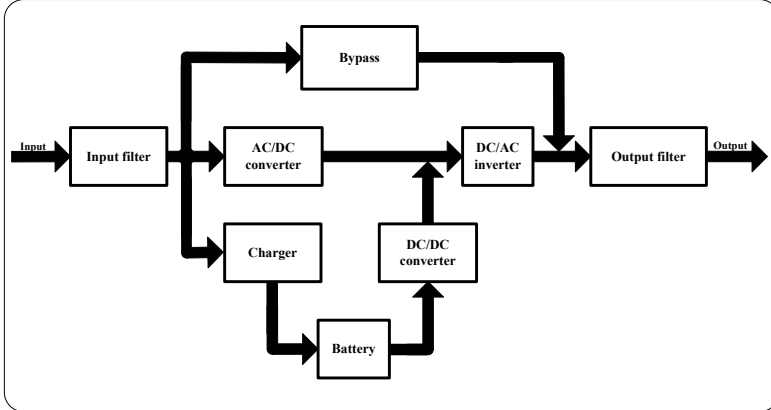 Bypass
Input
Input filter
AC/DC
converter
DC/AC
inverter
Output filter
Output
Charger
DC/DC
converter
Battery